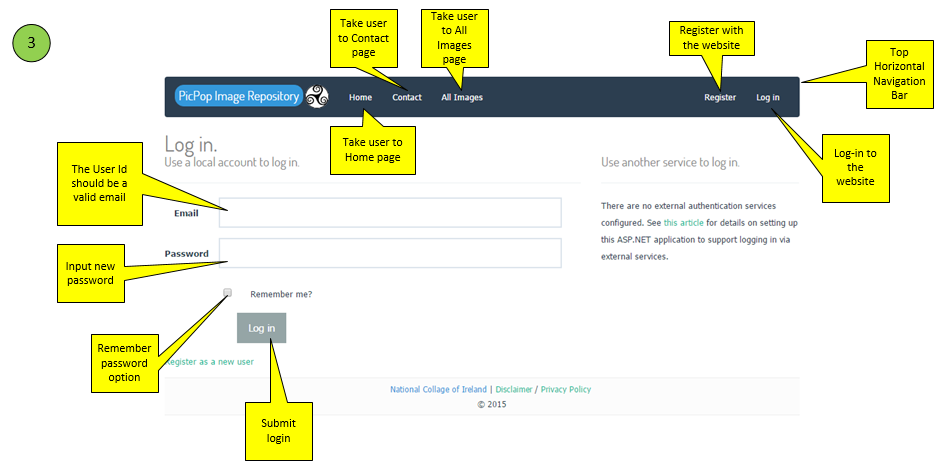 3
Take user
to Contact
page
Take user
to All
Images
page
Register with
the website
Top
Horizontal
Navigation
Bar
PicPop Image Repository
Home
Contact
All Images
Register
Log in
Take user to
Home page
Log-in to
the
website
Log in.
Use a local account to log in.
Use another service to log in.
The User Id
should be a
valid email
Email
There are no external authentication services
configured. See this article for details on setting up
this ASP.NET application to support logging in via
external services.
Password
Input new
password
Remember me?
Log in
Remember
password
option
Register as a new user
National Collage of Ireland | Disclaimer / Privacy Policy
© 2015
Submit
login